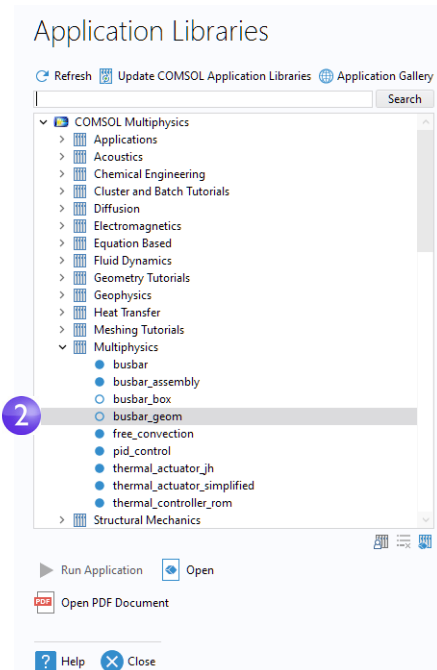 Application Libraries
Refresh Update COMSOL Application Libraries Application Gallery
Search
COMSOL Multiphysics
Applications
Acoustics
Chemical Engineering
Cluster and Batch Tutorials
Diffusion
Electromagnetics
Equation Based
Fluid Dynamics
Geometry Tutorials
Geophysics
Heat Transfer
Meshing Tutorials
Multiphysics
busbar
busbar_assembly
busbar_box
2 busbar_geom
free_convection
pid_control
thermal_actuator_jh
thermal_actuator_simplified
thermal_controller_rom
Structural Mechanics
Run Application Open
PDF Open PDF Document
? Help Close